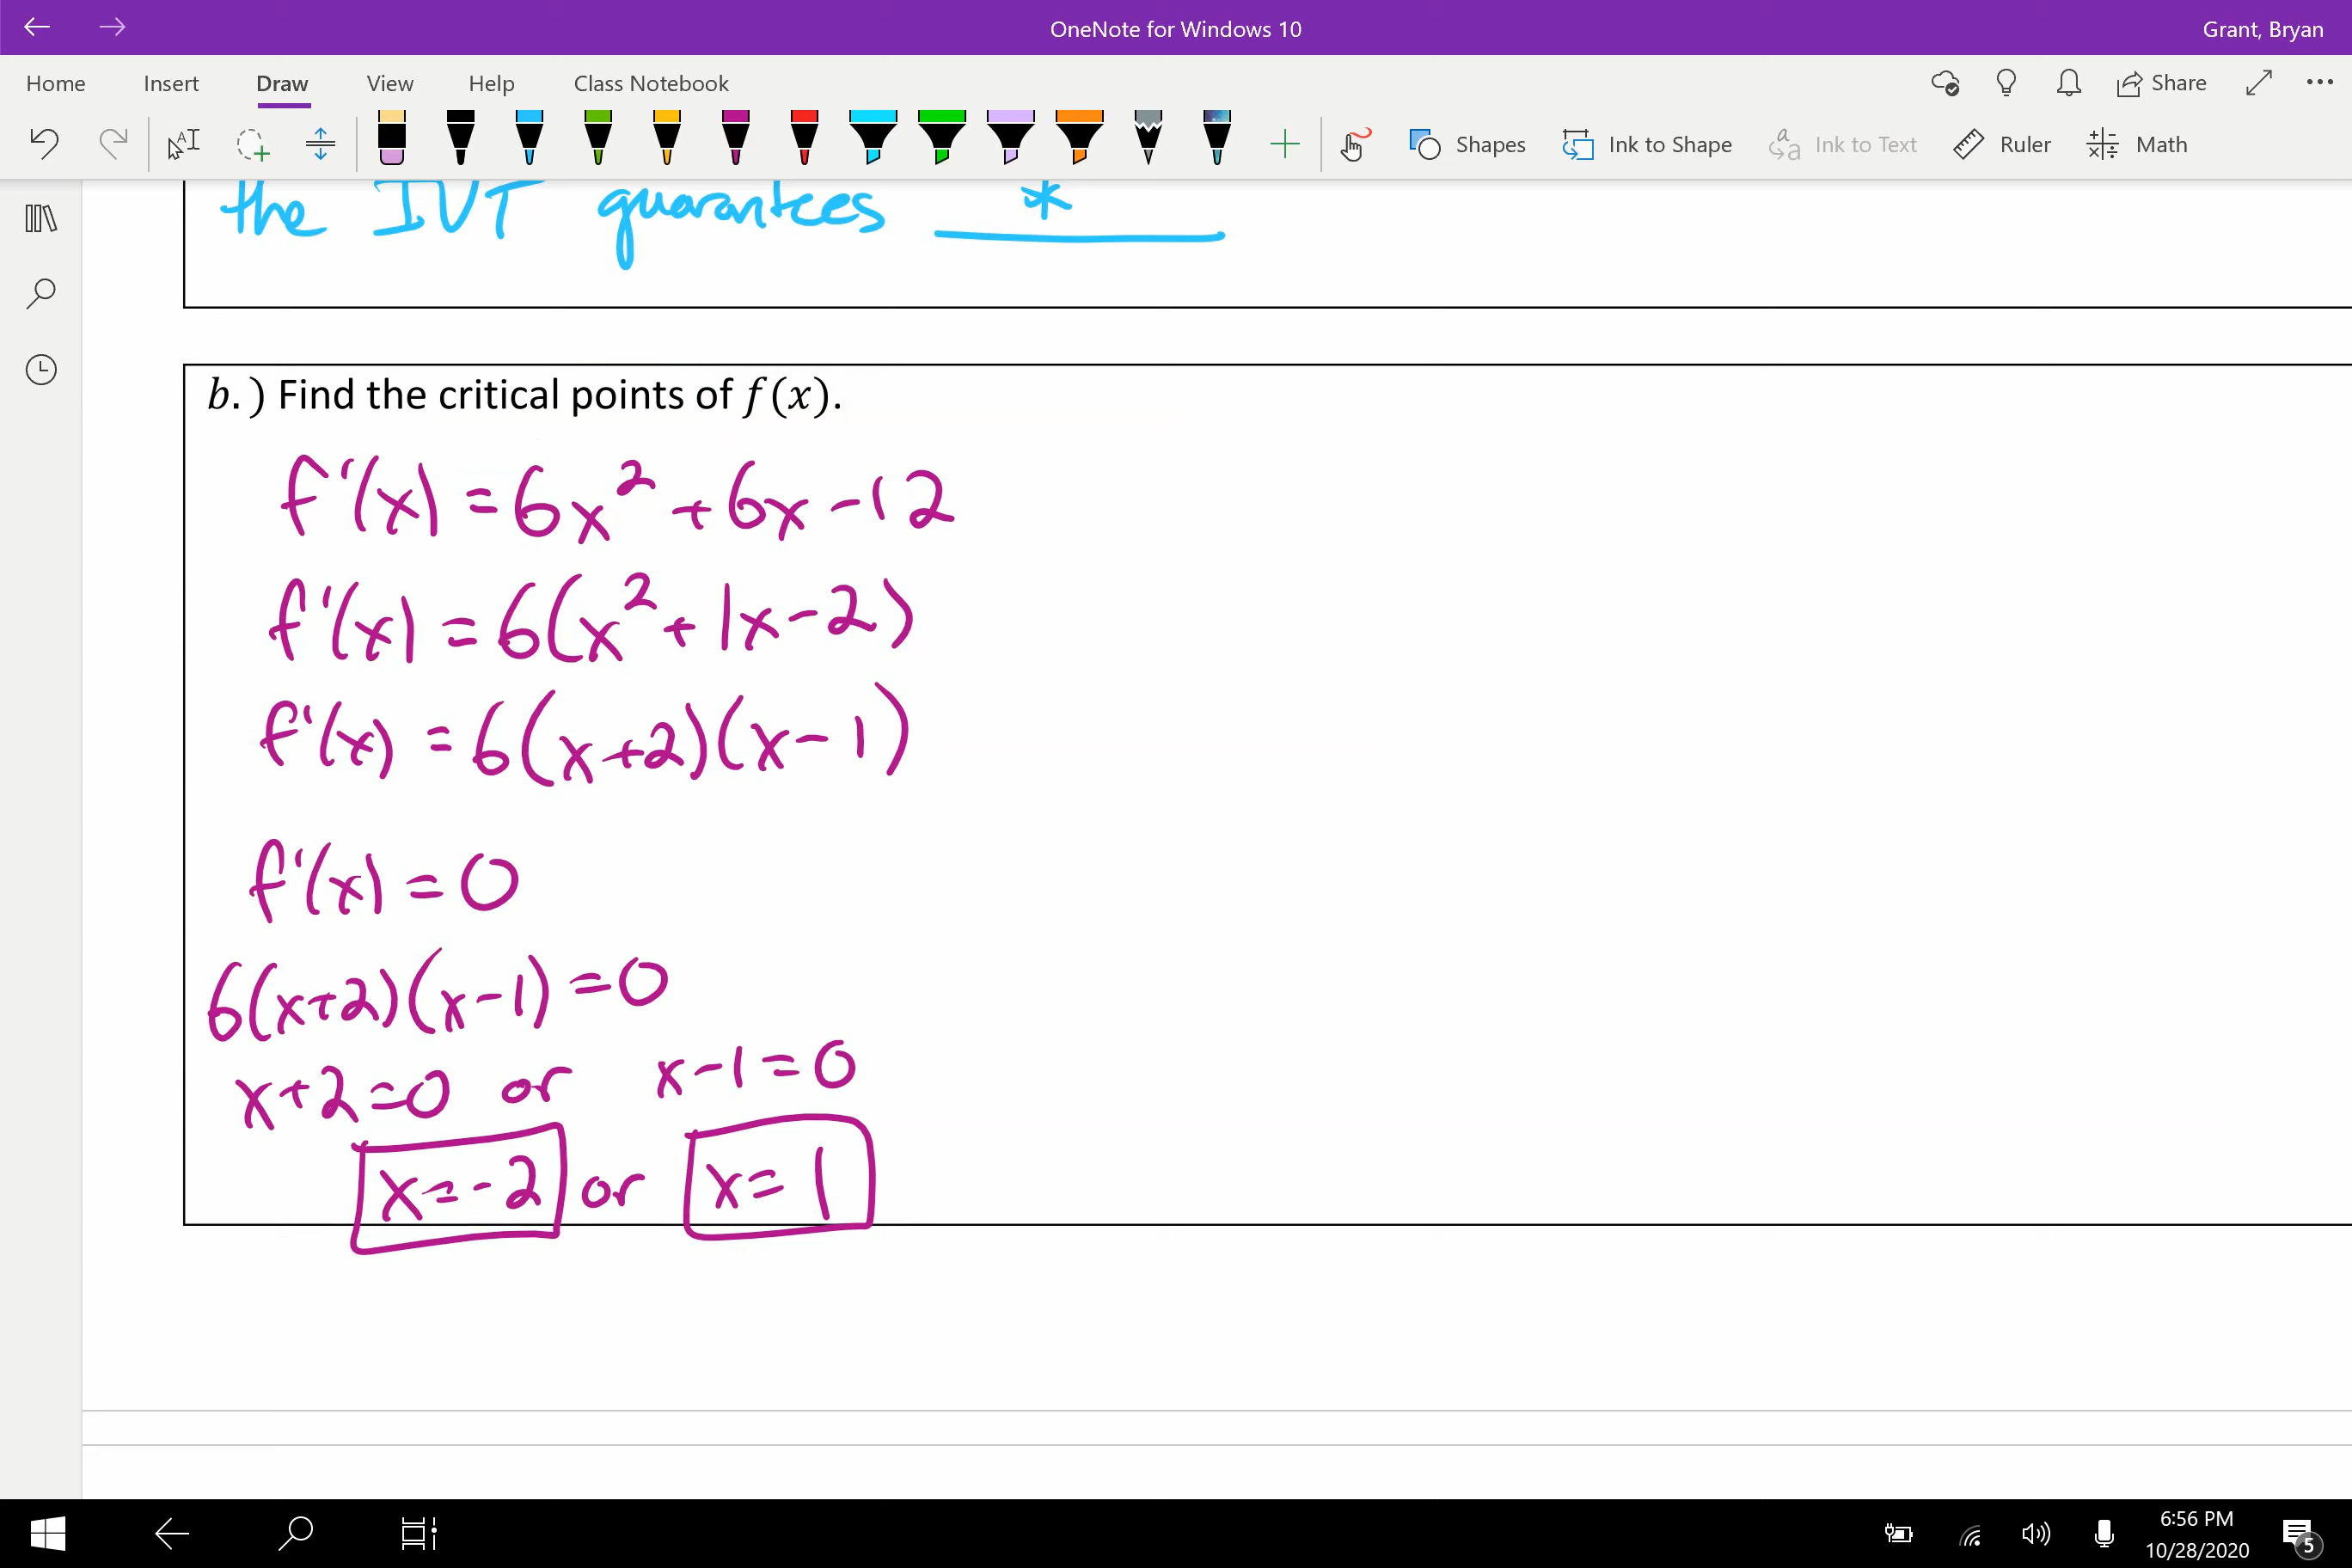 OneNote for Windows 10
Grant, Bryan
Home Insert Draw View Help Class Notebook Share
Shapes Ink to Shape Ink to Text Ruler Math
the IVT guarantees *
b.) Find the critical points of f(x).
f'(x) = 6x² + 6x - 12
f'(x) = 6(x² + 1x - 2)
f'(x) = 6(x+2)(x-1)
f'(x) = 0
6(x+2)(x-1) = 0
x+2=0 or x-1=0
x=-2 or x=1
6:56 PM
10/28/2020
5